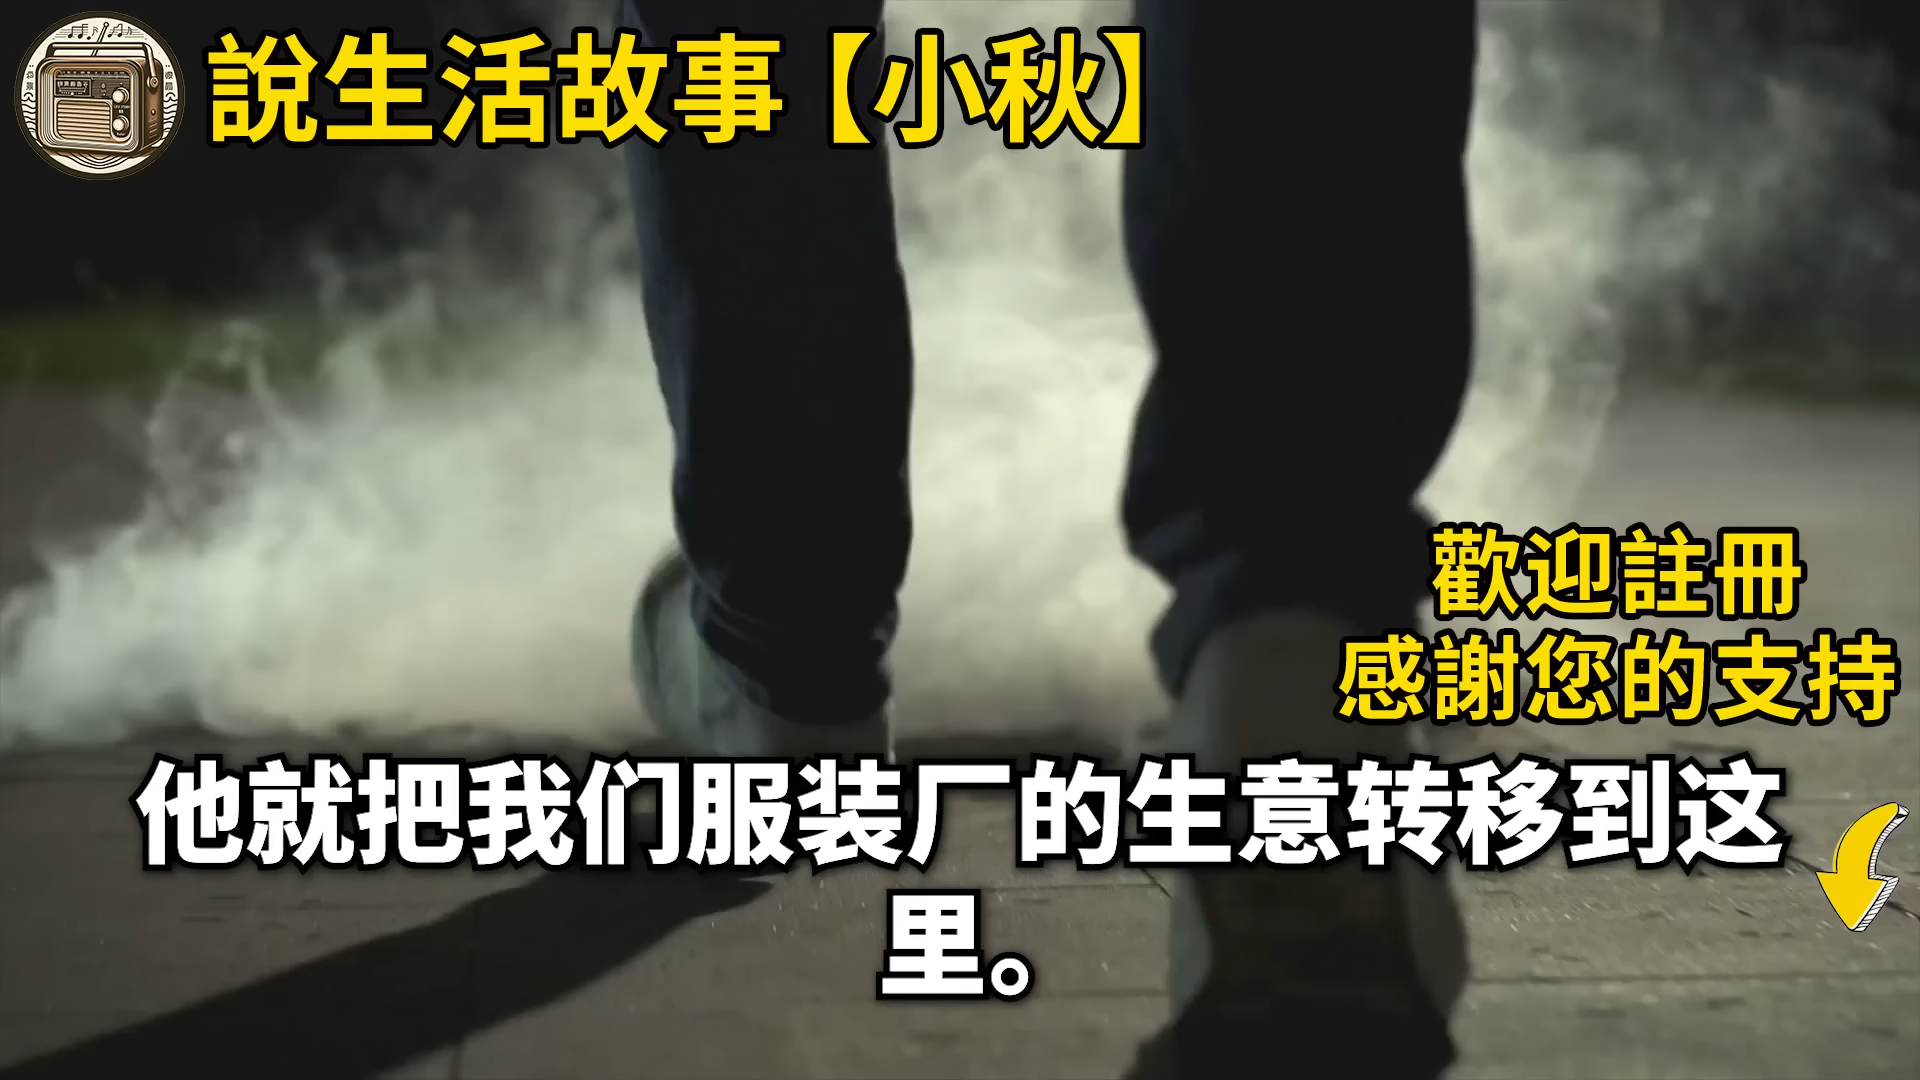 說生活故事【小秋】
歡迎註冊
感謝您的支持
他就把我们服装厂的生意转移到这
里。